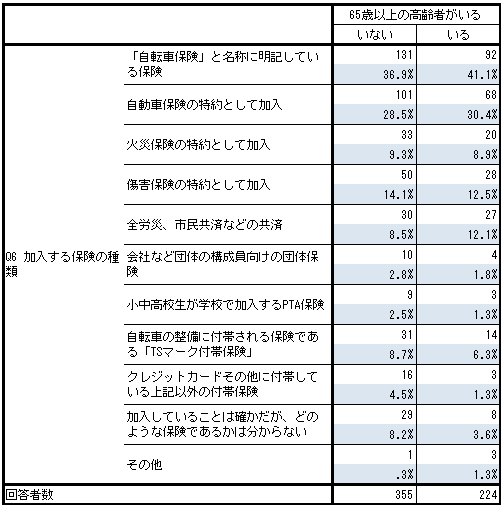 65歳以上の高齢者がいる
いない いる
Q6 加入する保険の種
類
「自転車保険」と名称に明記してい
る保険
131 92
36.9% 41.1%
自動車保険の特約として加入
101 68
28.5% 30.4%
火災保険の特約として加入
33 20
9.3% 8.9%
傷害保険の特約として加入
50 28
14.1% 12.5%
全労災、市民共済などの共済
30 27
8.5% 12.1%
会社など団体の構成員向けの団体保
険
10 4
2.8% 1.8%
小中高校生が学校で加入するPTA保険
9 3
2.5% 1.3%
自転車の整備に付帯される保険であ
る「TSマーク付帯保険」
31 14
8.7% 6.3%
クレジットカードその他に付帯して
いる上記以外の付帯保険
16 3
4.5% 1.3%
加入していることは確かだが、どの
ような保険であるかは分からない
29 8
8.2% 3.6%
その他
1 3
.3% 1.3%
回答者数 355 224